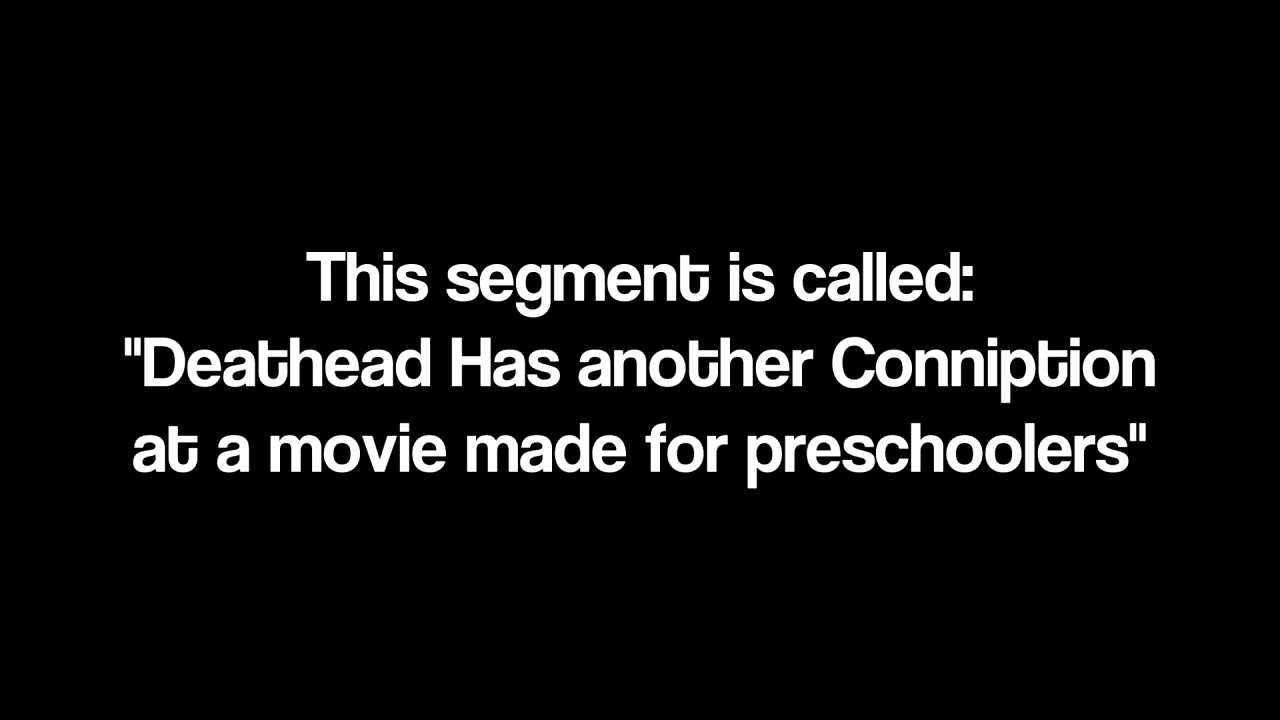 This segment is called:
"Deathead Has another Conniption
at a movie made for preschoolers"